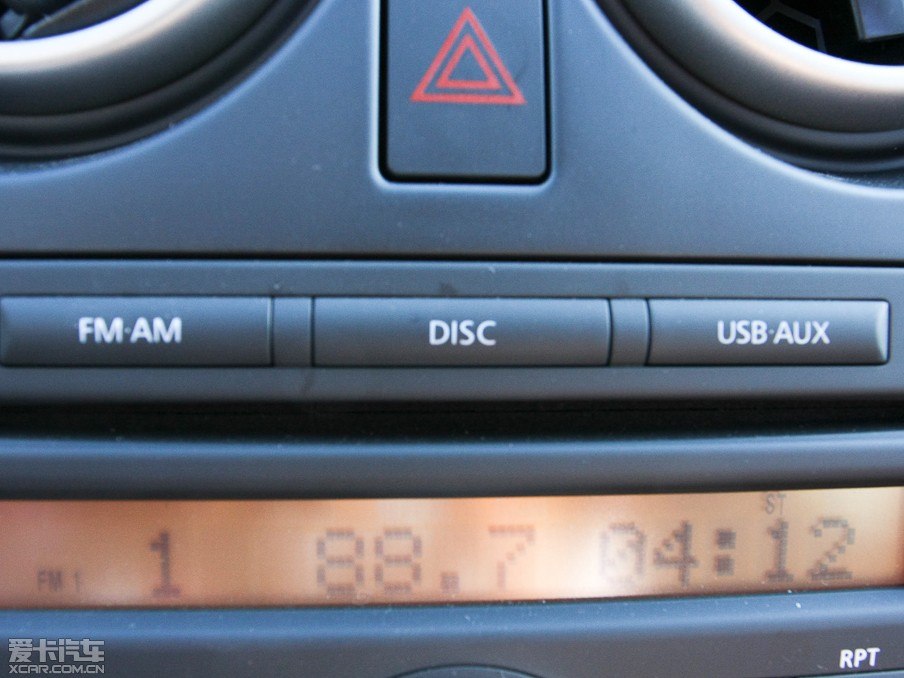 FM·AM DISC USB·AUX
ST
FM 1 1 88.7 04:12
RPT
爱卡汽车
XCAR.COM.CN